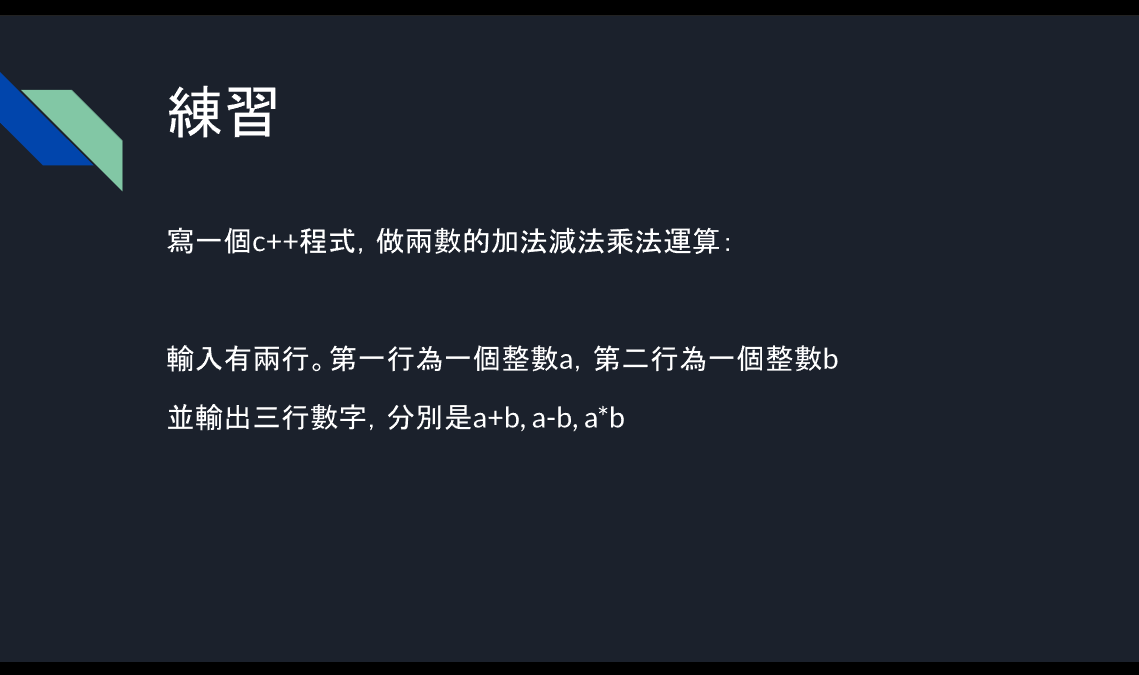 練習
寫一個c++程式，做兩數的加法減法乘法運算：
輸入有兩行。第一行為一個整數a，第二行為一個整數b
並輸出三行數字，分別是a+b, a-b, a*b